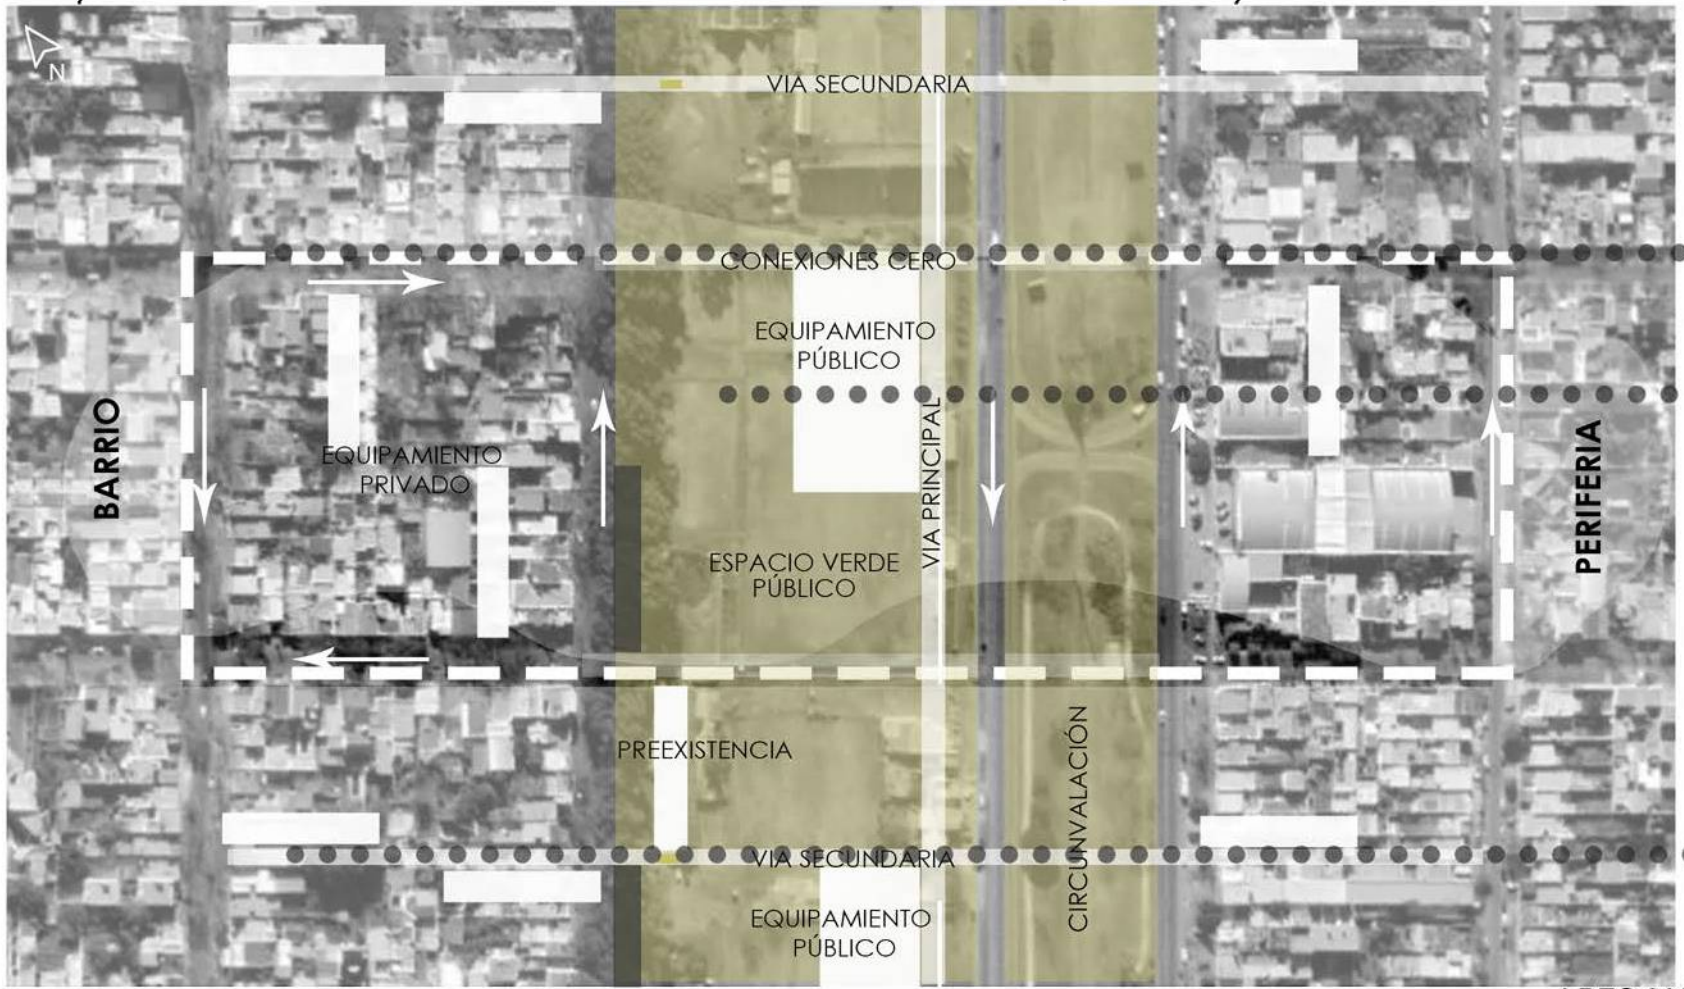 N
VIA SECUNDARIA
CONEXIONES CERO
EQUIPAMIENTO
PÚBLICO
BARRIO
EQUIPAMIENTO
PRIVADO
VIA PRINCIPAL
PERIFERIA
ESPACIO VERDE
PÚBLICO
PREEXISTENCIA
CIRCUNVALACIÓN
VIA SECUNDARIA
EQUIPAMIENTO
PÚBLICO